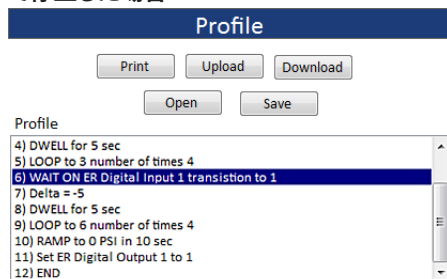 Profile
Print Upload Download
Open Save
Profile
4) DWELL for 5 sec
5) LOOP to 3 number of times 4
6) WAIT ON ER Digital Input 1 transistion to 1
7) Delta = -5
8) DWELL for 5 sec
9) LOOP to 6 number of times 4
10) RAMP to 0 PSI in 10 sec
11) Set ER Digital Output 1 to 1
12) END